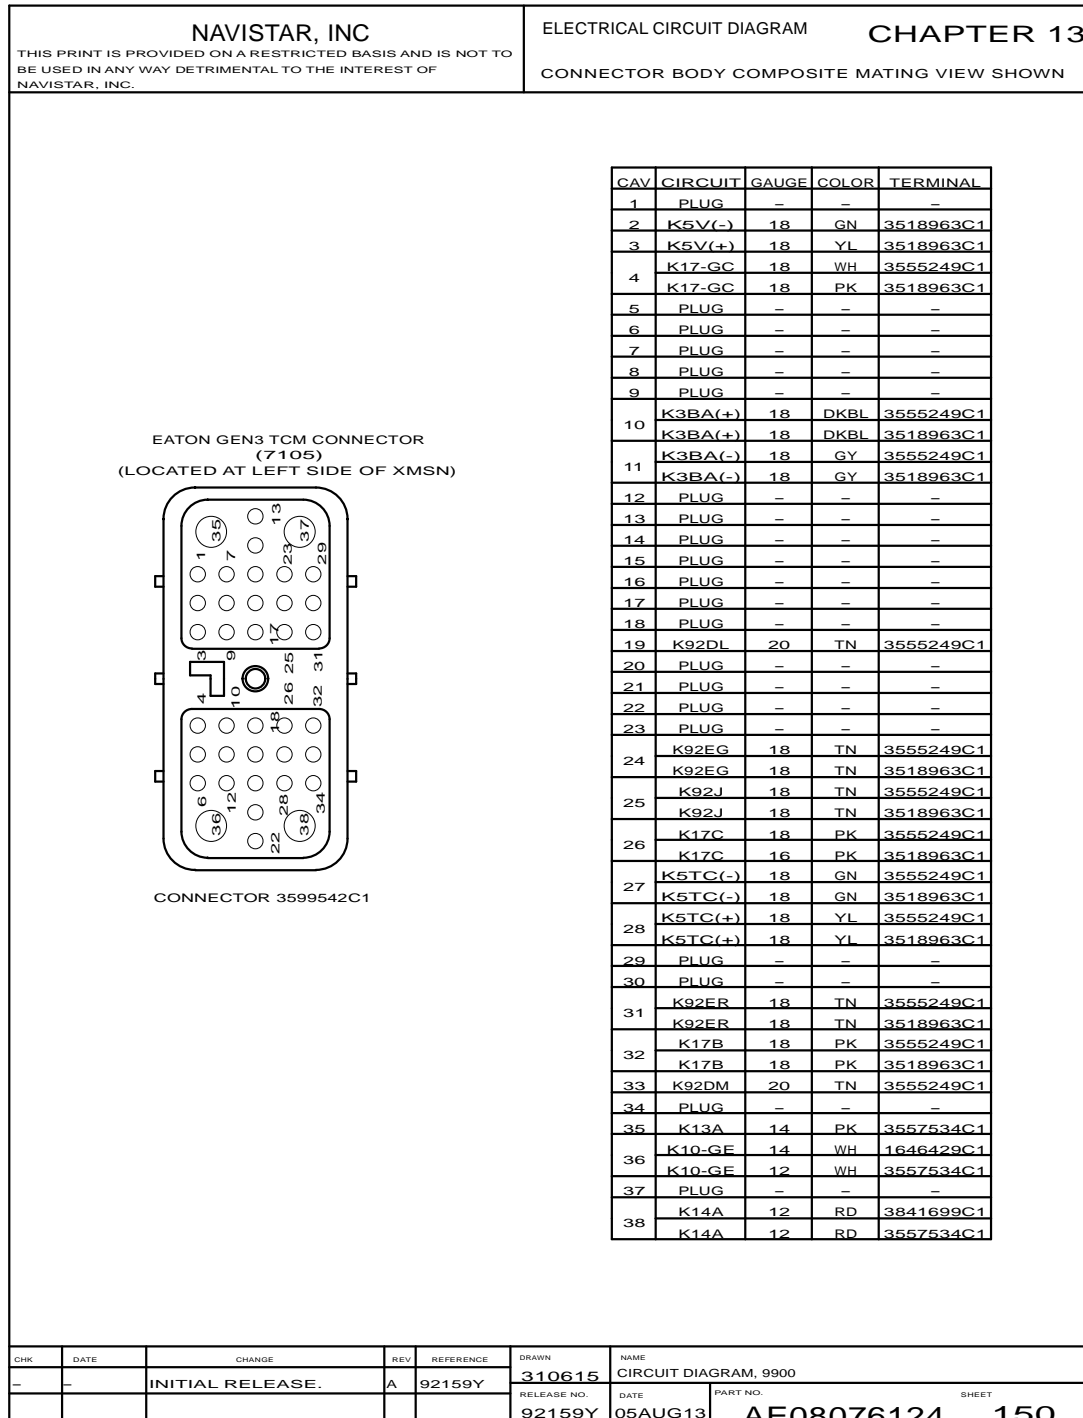 NAVISTAR, INC
THIS PRINT IS PROVIDED ON A RESTRICTED BASIS AND IS NOT TO
BE USED IN ANY WAY DETRIMENTAL TO THE INTEREST OF
NAVISTAR, INC.
ELECTRICAL CIRCUIT DIAGRAM CHAPTER 13
CONNECTOR BODY COMPOSITE MATING VIEW SHOWN
CAV CIRCUIT GAUGE COLOR TERMINAL
1 PLUG – – –
2 K5V(-) 18 GN 3518963C1
3 K5V(+) 18 YL 3518963C1
4 K17-GC 18 WH 3555249C1
K17-GC 18 PK 3518963C1
5 PLUG – – –
6 PLUG – – –
7 PLUG – – –
8 PLUG – – –
9 PLUG – – –
10 K3BA(+) 18 DKBL 3555249C1
K3BA(+) 18 DKBL 3518963C1
11 K3BA(-) 18 GY 3555249C1
K3BA(-) 18 GY 3518963C1
12 PLUG – – –
13 PLUG – – –
14 PLUG – – –
15 PLUG – – –
16 PLUG – – –
17 PLUG – – –
18 PLUG – – –
19 K92DL 20 TN 3555249C1
20 PLUG – – –
21 PLUG – – –
22 PLUG – – –
23 PLUG – – –
24 K92EG 18 TN 3555249C1
K92EG 18 TN 3518963C1
25 K92J 18 TN 3555249C1
K92J 18 TN 3518963C1
26 K17C 18 PK 3555249C1
K17C 16 PK 3518963C1
27 K5TC(-) 18 GN 3555249C1
K5TC(-) 18 GN 3518963C1
28 K5TC(+) 18 YL 3555249C1
K5TC(+) 18 YL 3518963C1
29 PLUG – – –
30 PLUG – – –
31 K92ER 18 TN 3555249C1
K92ER 18 TN 3518963C1
32 K17B 18 PK 3555249C1
K17B 18 PK 3518963C1
33 K92DM 20 TN 3555249C1
34 PLUG – – –
35 K13A 14 PK 3557534C1
36 K10-GE 14 WH 1646429C1
K10-GE 12 WH 3557534C1
37 PLUG – – –
38 K14A 12 RD 3841699C1
K14A 12 RD 3557534C1
EATON GEN3 TCM CONNECTOR
(7105)
(LOCATED AT LEFT SIDE OF XMSN)
35 13 37
1 7 23 29
17
3 9 25 31
4 10 26 32
18
6 12 28 34
36 22 38
CONNECTOR 3599542C1
CHK DATE CHANGE REV REFERENCE
– – INITIAL RELEASE. A 92159Y
DRAWN
310615
NAME
CIRCUIT DIAGRAM, 9900
RELEASE NO.
92159Y
DATE
05AUG13
PART NO.
AE08076124
SHEET
150